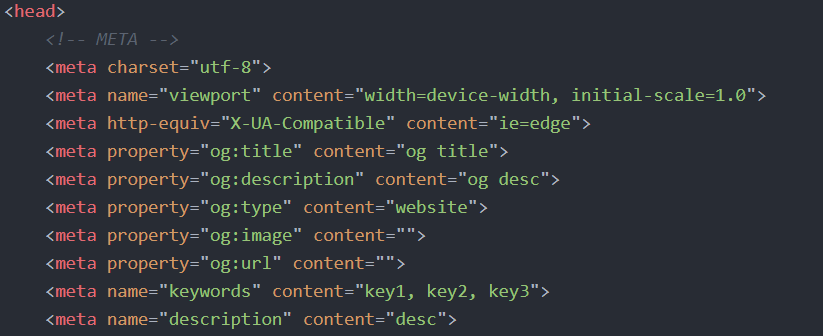 <head>
<!-- META -->
<meta charset="utf-8">
<meta name="viewport" content="width=device-width, initial-scale=1.0">
<meta http-equiv="X-UA-Compatible" content="ie=edge">
<meta property="og:title" content="og title">
<meta property="og:description" content="og desc">
<meta property="og:type" content="website">
<meta property="og:image" content="">
<meta property="og:url" content="">
<meta name="keywords" content="key1, key2, key3">
<meta name="description" content="desc">